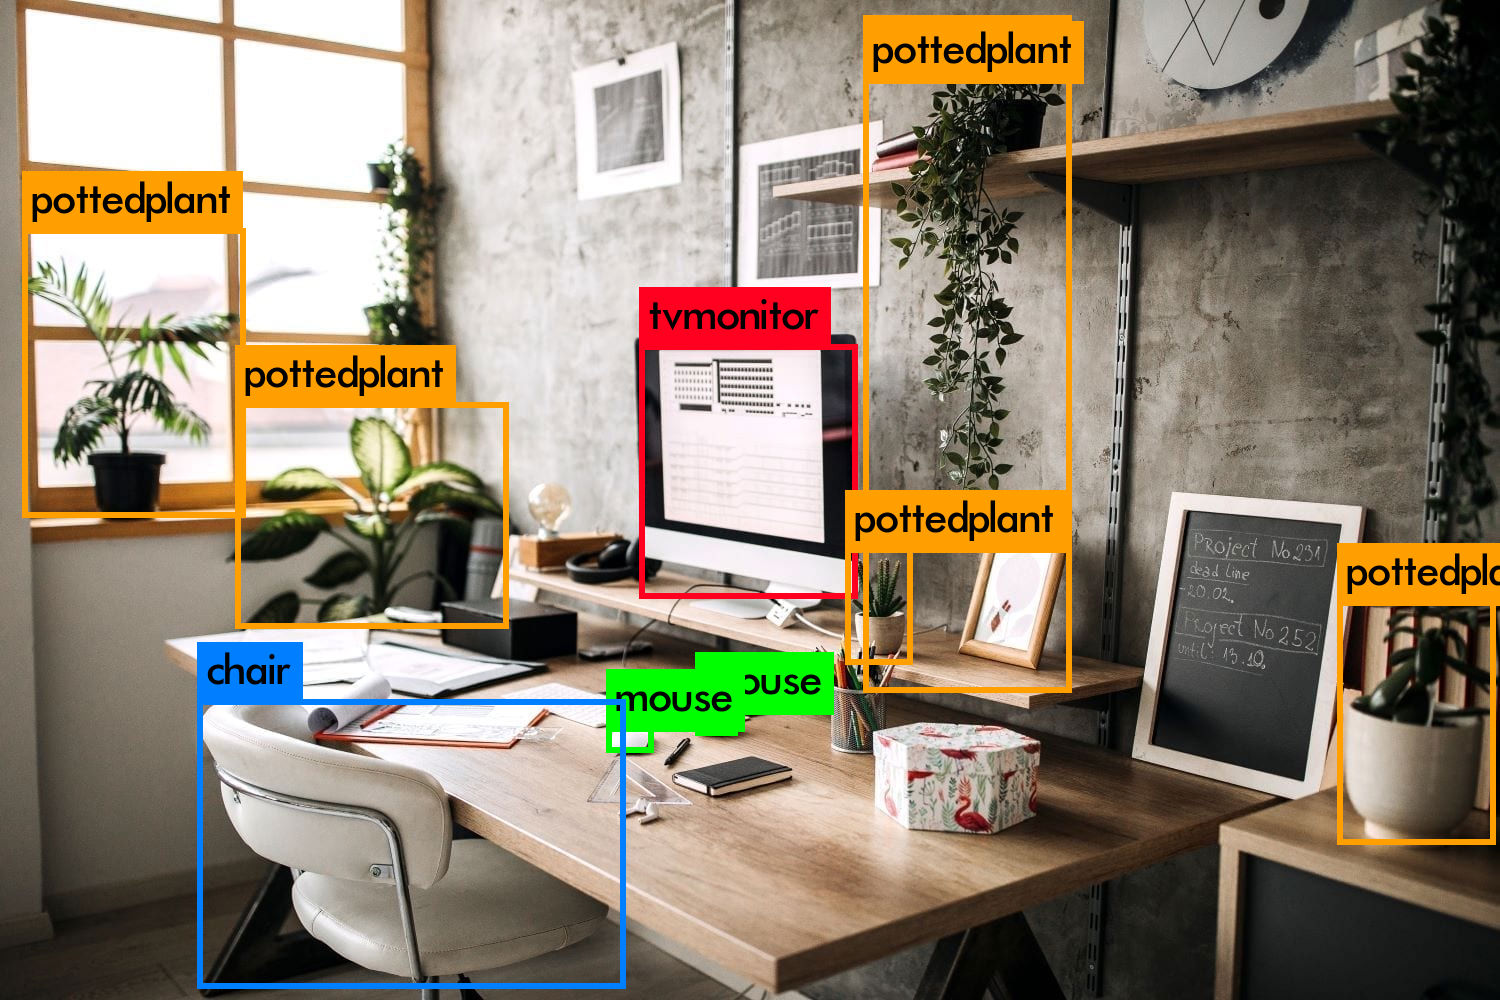 pottedplant
pottedplant
tvmonitor
pottedplant
pottedplant
Project No231
dead line
-20.02.
Project No252
until: 13.10.
pottedpla
chair
mouse
ouse